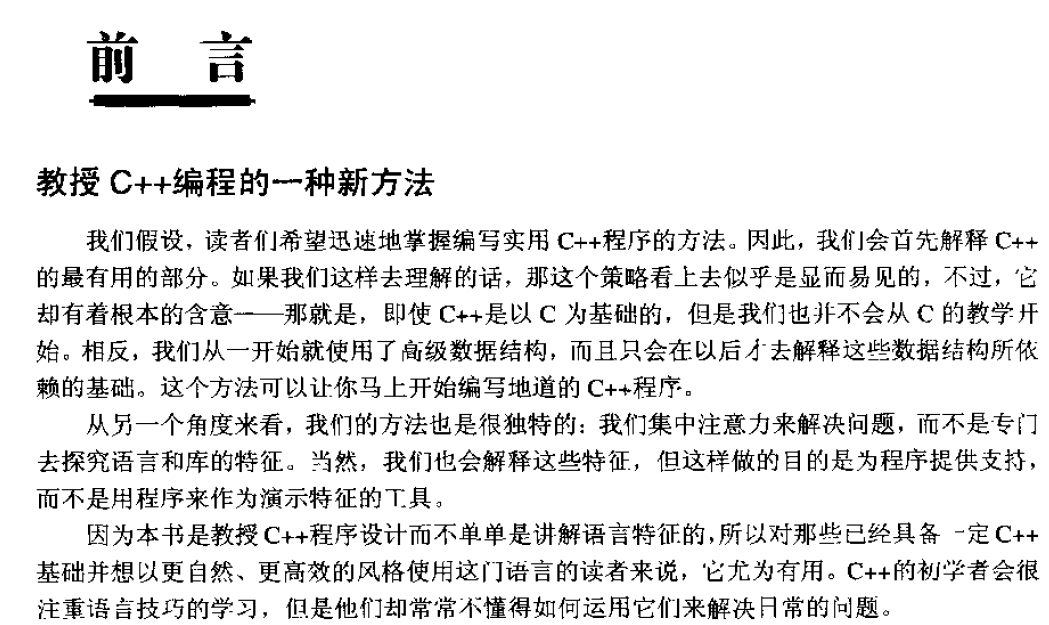 前 言
教授 C++编程的一种新方法
我们假设，读者们希望迅速地掌握编写实用 C++程序的方法。因此，我们会首先解释 C++
的最有用的部分。如果我们这样去理解的话，那这个策略看上去似乎是显而易见的，不过，它
却有着根本的含意——那就是，即使 C++是以 C 为基础的，但是我们也并不会从 C 的教学开
始。相反，我们从一开始就使用了高级数据结构，而且只会在以后才去解释这些数据结构所依
赖的基础。这个方法可以让你马上开始编写地道的 C++程序。
从另一个角度来看，我们的方法也是很独特的：我们集中注意力来解决问题，而不是专门
去探究语言和库的特征。当然，我们也会解释这些特征，但这样做的目的是为程序提供支持，
而不是用程序来作为演示特征的工具。
因为本书是教授 C++程序设计而不单单是讲解语言特征的，所以对那些已经具备一定 C++
基础并想以更自然、更高效的风格使用这门语言的读者来说，它尤为有用。C++的初学者会很
注重语言技巧的学习，但是他们却常常不懂得如何运用它们来解决日常的问题。